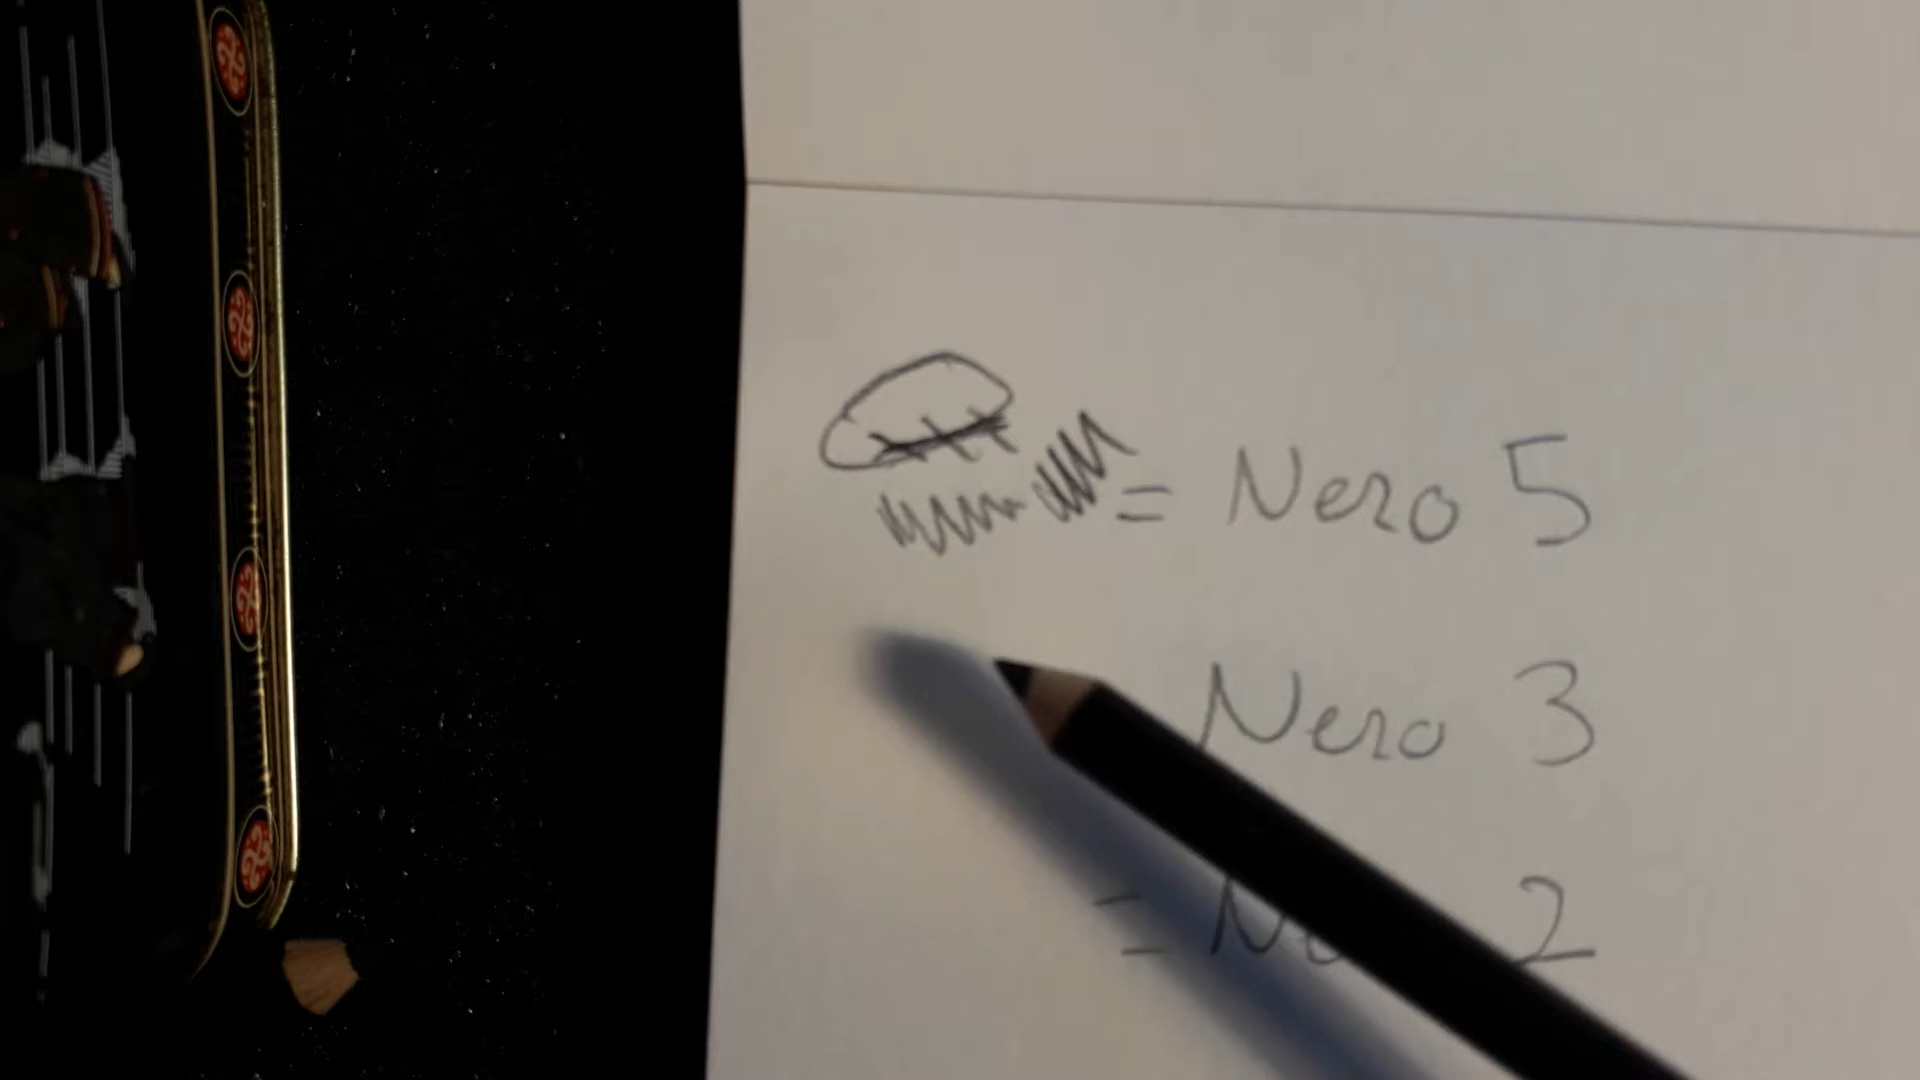 = Nero 5
Nero 3
= 2